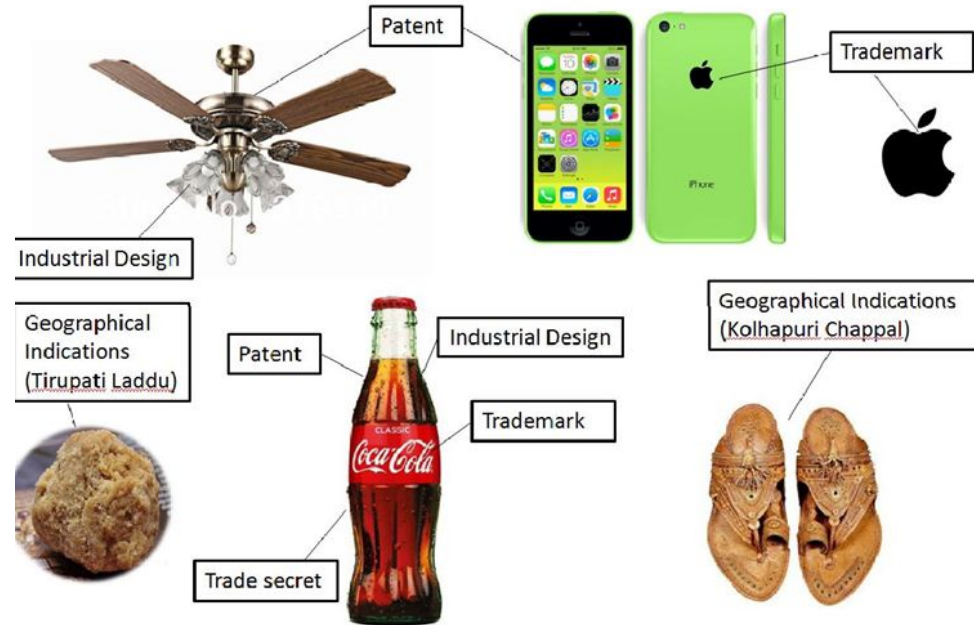 Patent
Trademark
iPhone
Industrial Design
Geographical
Indications
(Tirupati Laddu)
Patent
Industrial Design
Trademark
CLASSIC
Coca-Cola
Trade secret
Geographical Indications
(Kolhapuri Chappal)